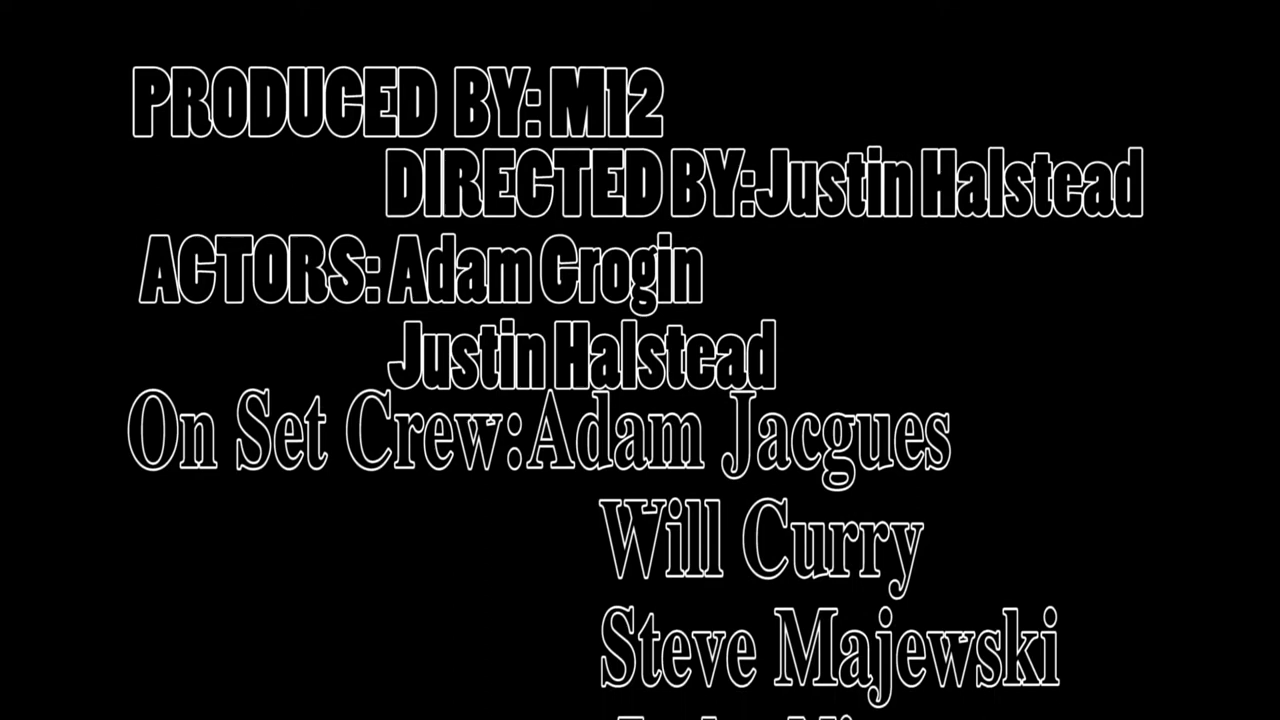 PRODUCED BY: M12
DIRECTED BY:Justin Halstead
ACTORS: Adam Grogin
Justin Halstead
On Set Crew:Adam Jacgues
Will Curry
Steve Majewski